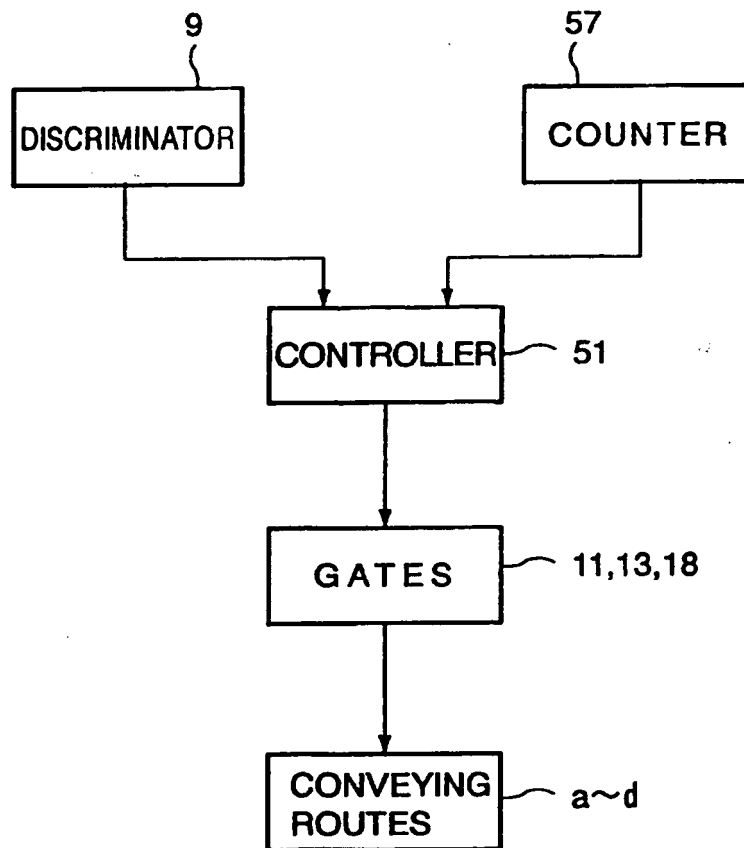 9
57
DISCRIMINATOR
COUNTER
CONTROLLER
51
GATES
11,13,18
CONVEYING
ROUTES
a~d